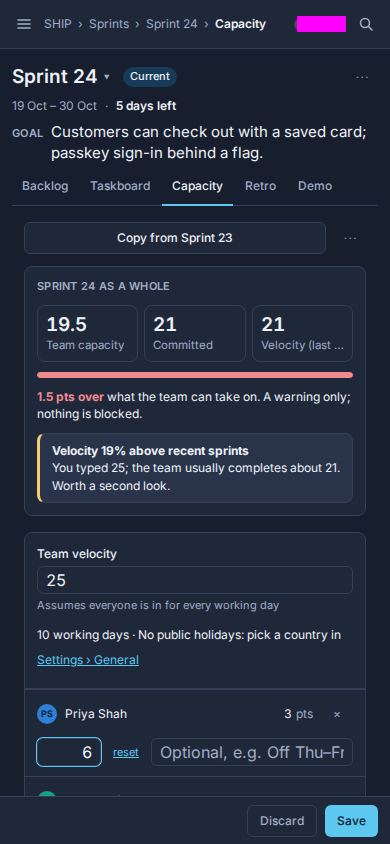 SHIP › Sprints › Sprint 24 › Capacity
Sprint 24 ▾ Current ...
19 Oct – 30 Oct · 5 days left
GOAL Customers can checkout with a saved card;
passkey sign-in behind a flag.
Backlog Taskboard Capacity Retro Demo
Copy from Sprint 23 ...
SPRINT 24 AS A WHOLE
19.5 21 21
Team capacity Committed Velocity (last ...
1.5 pts over what the team can take on. A warning only;
nothing is blocked.
Velocity 19% above recent sprints
You typed 25; the team usually completes about 21.
Worth a second look.
Team velocity
25
Assumes everyone is in for every working day
10 working days · No public holidays: pick a country in
Settings › General
PS Priya Shah 3 pts ×
6 reset Optional, e.g. Off Thu–Fr
Discard Save